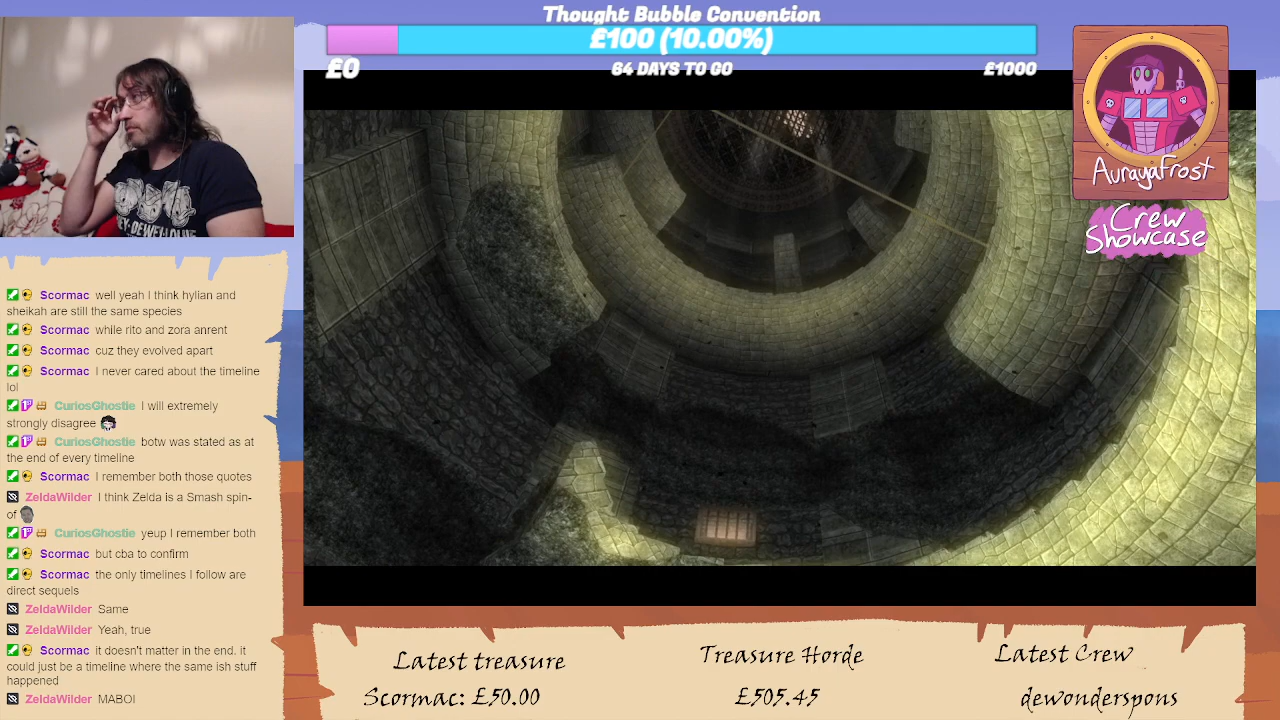 Thought Bubble Convention
£100 (10.00%)
£0
64 DAYS TO GO
£1000
AurayaFrost
Crew
Showcase
Scormac well yeah I think hylian and
sheikah are still the same species
Scormac while rito and zora anrent
Scormac cuz they evolved apart
Scormac I never cared about the timeline
lol
CuriosGhostie I will extremely
strongly disagree
CuriosGhostie botw was stated as at
the end of every timeline
Scormac I remember both those quotes
ZeldaWilder I think Zelda is a Smash spin-
of
CuriosGhostie yeup I remember both
Scormac but cba to confirm
Scormac the only timelines I follow are
direct sequels
ZeldaWilder Same
ZeldaWilder Yeah, true
Scormac it doesn't matter in the end. it
could just be a timeline where the same ish stuff
happened
ZeldaWilder MABOI
Latest treasure
Scormac: £50.00
Treasure Horde
£505.45
Latest Crew
dewonderspons